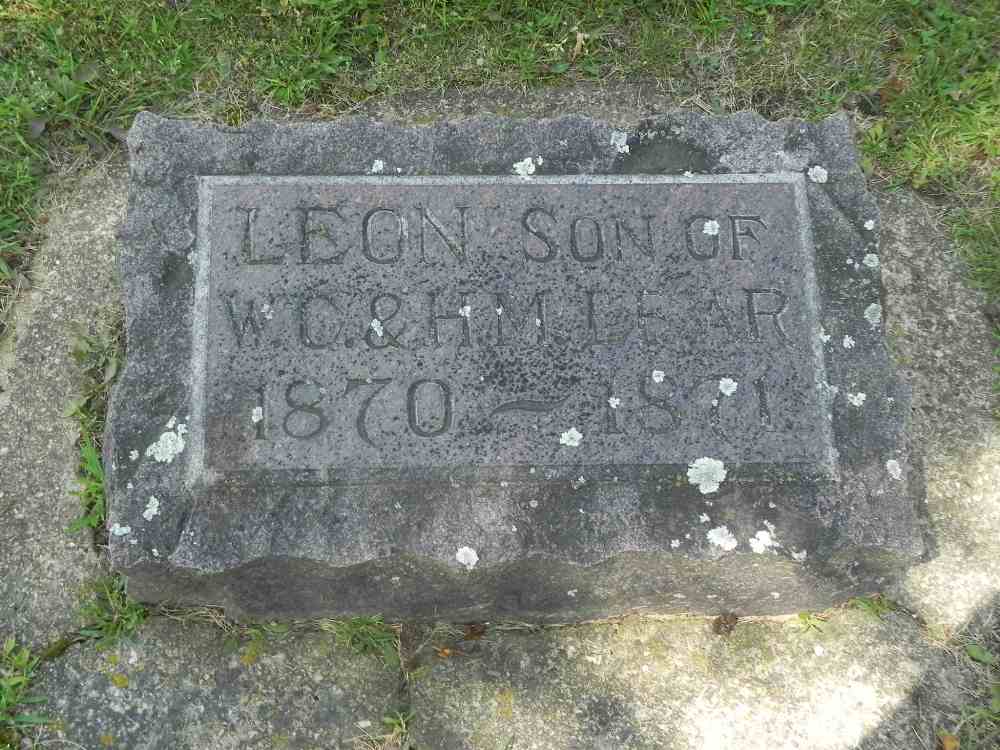 LEON SON OF
W.C.& H.M. LEAR
1870 ~ 1871.